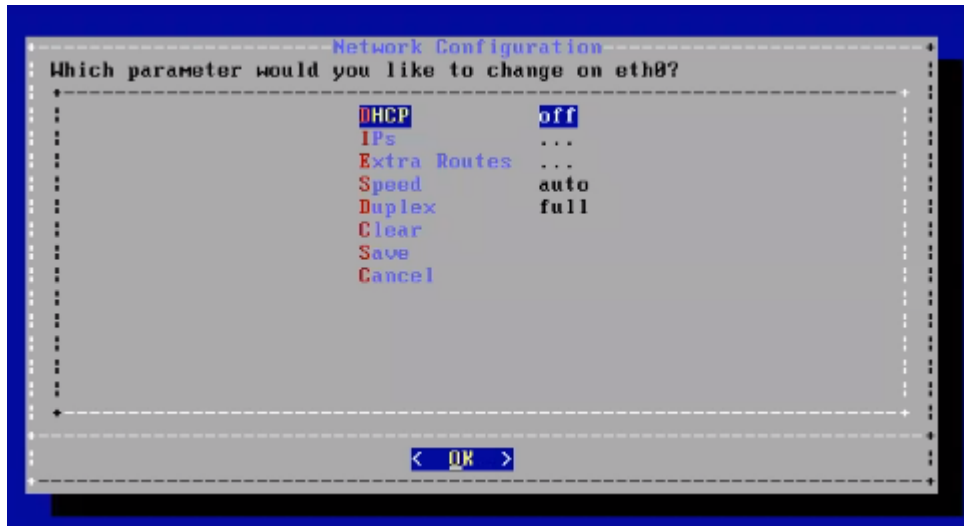 Network Configuration
Which parameter would you like to change on eth0?
DHCP off
IPs ...
Extra Routes ...
Speed auto
Duplex full
Clear
Save
Cancel
< OK >